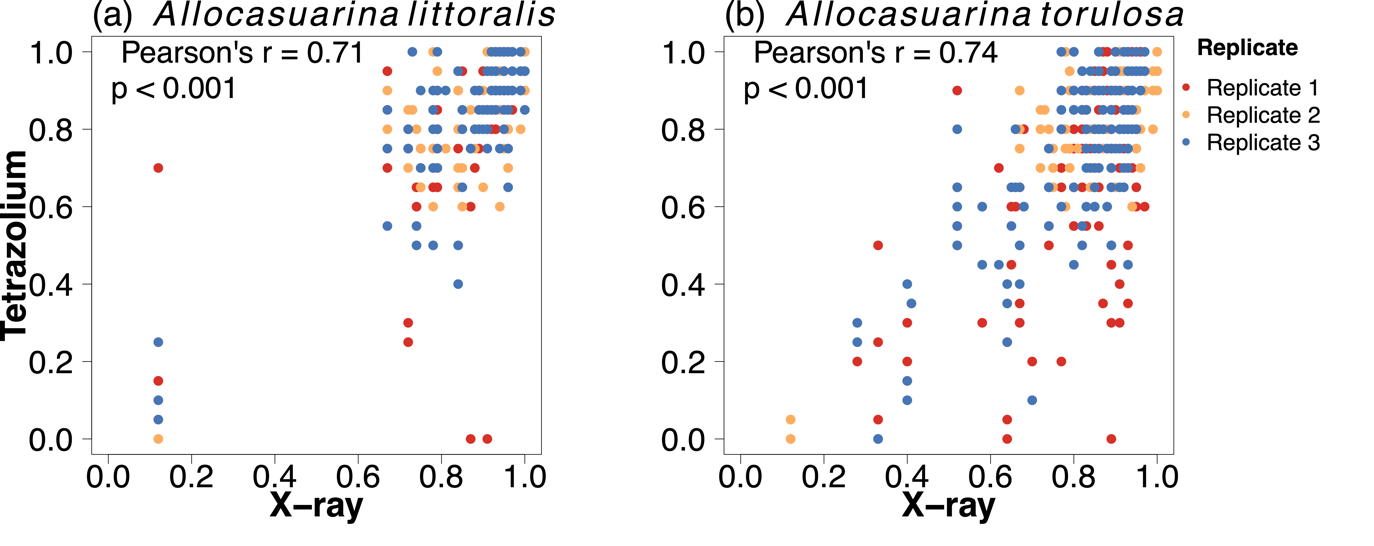 (a) Allocasuarina littoralis
Pearson's r = 0.71
p < 0.001
Tetrazolium
1.0
0.8
0.6
0.4
0.2
0.0
0.0 0.2 0.4 0.6 0.8 1.0
X−ray
(b) Allocasuarina torulosa
Pearson's r = 0.74
p < 0.001
1.0
0.8
0.6
0.4
0.2
0.0
0.0 0.2 0.4 0.6 0.8 1.0
X−ray
Replicate
Replicate 1
Replicate 2
Replicate 3